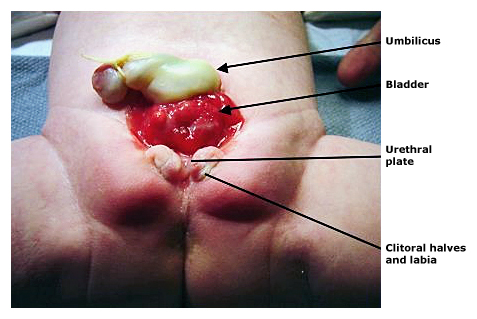 Umbilicus
Bladder
Urethral
plate
Clitoral halves
and labia